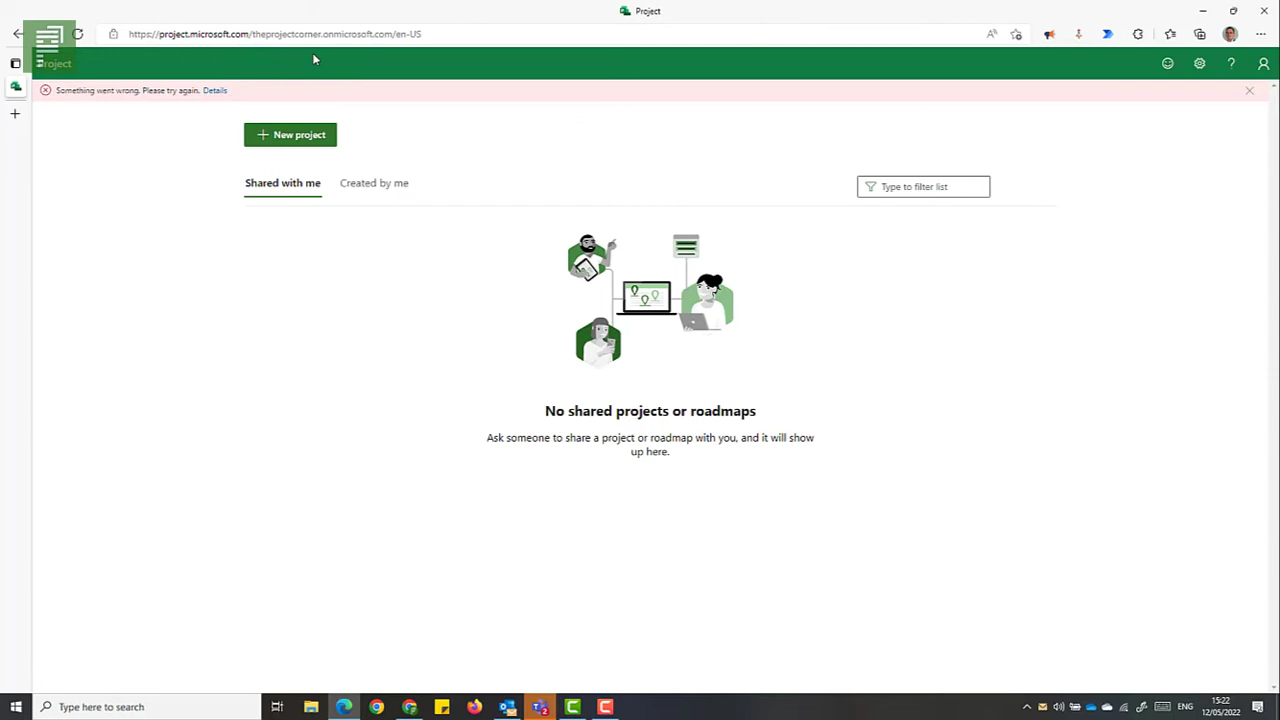 Project
https://project.microsoft.com/theprojectcorner.onmicrosoft.com/en-US
Project
Something went wrong. Please try again. Details
New project
Shared with me
Created by me
Type to filter list
No shared projects or roadmaps
Ask someone to share a project or roadmap with you, and it will show
up here.
Type here to search
ENG
15:22
12/05/2022